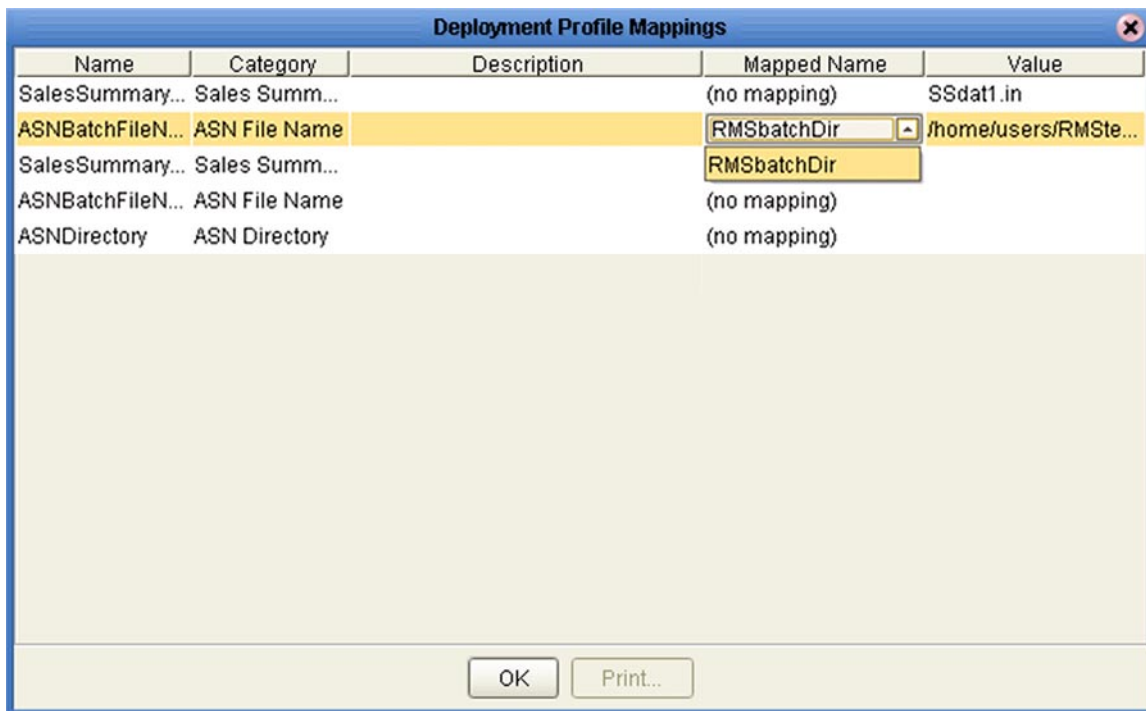 Deployment Profile Mappings
Name Category Description Mapped Name Value
SalesSummary... Sales Summ... (no mapping) SSdat1.in
ASNBatchFileN... ASN File Name RMSbatchDir /home/users/RMSte...
SalesSummary... Sales Summ... RMSbatchDir
ASNBatchFileN... ASN File Name (no mapping)
ASNDirectory ASN Directory (no mapping)
OK Print...